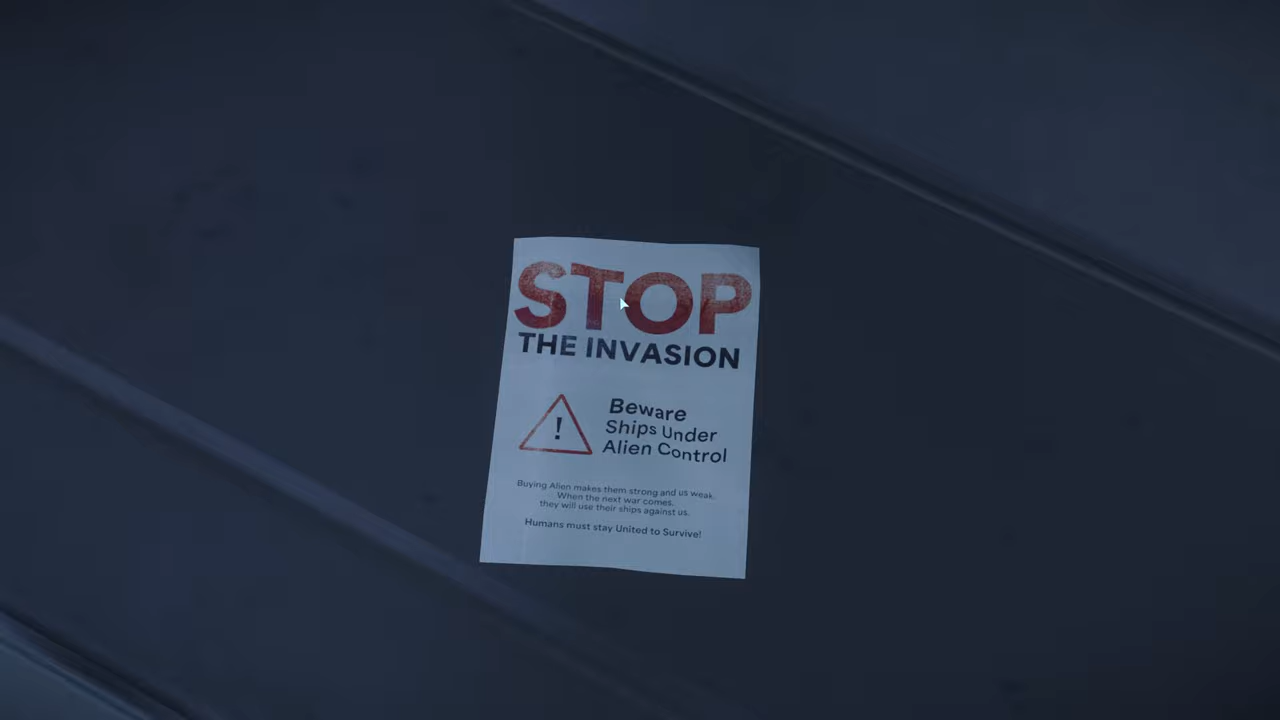 STOP
THE INVASION
!
Beware
Ships Under
Alien Control
Buying Alien makes them strong and us weak.
When the next war comes,
they will use their ships against us.
Humans must stay United to Survive!